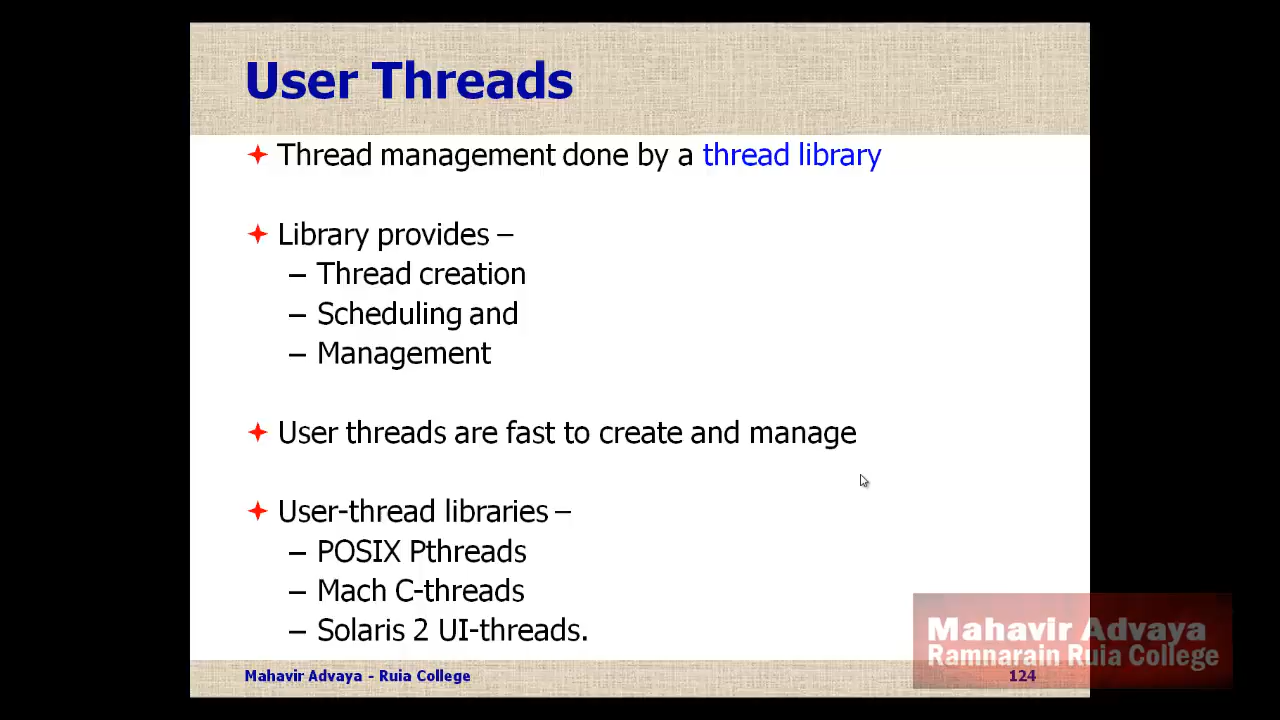 User Threads
Thread management done by a thread library
Library provides –
– Thread creation
– Scheduling and
– Management
User threads are fast to create and manage
User-thread libraries –
– POSIX Pthreads
– Mach C-threads
– Solaris 2 UI-threads.
Mahavir Advaya
Ramnarain Ruia College
Mahavir Advaya - Ruia College 124